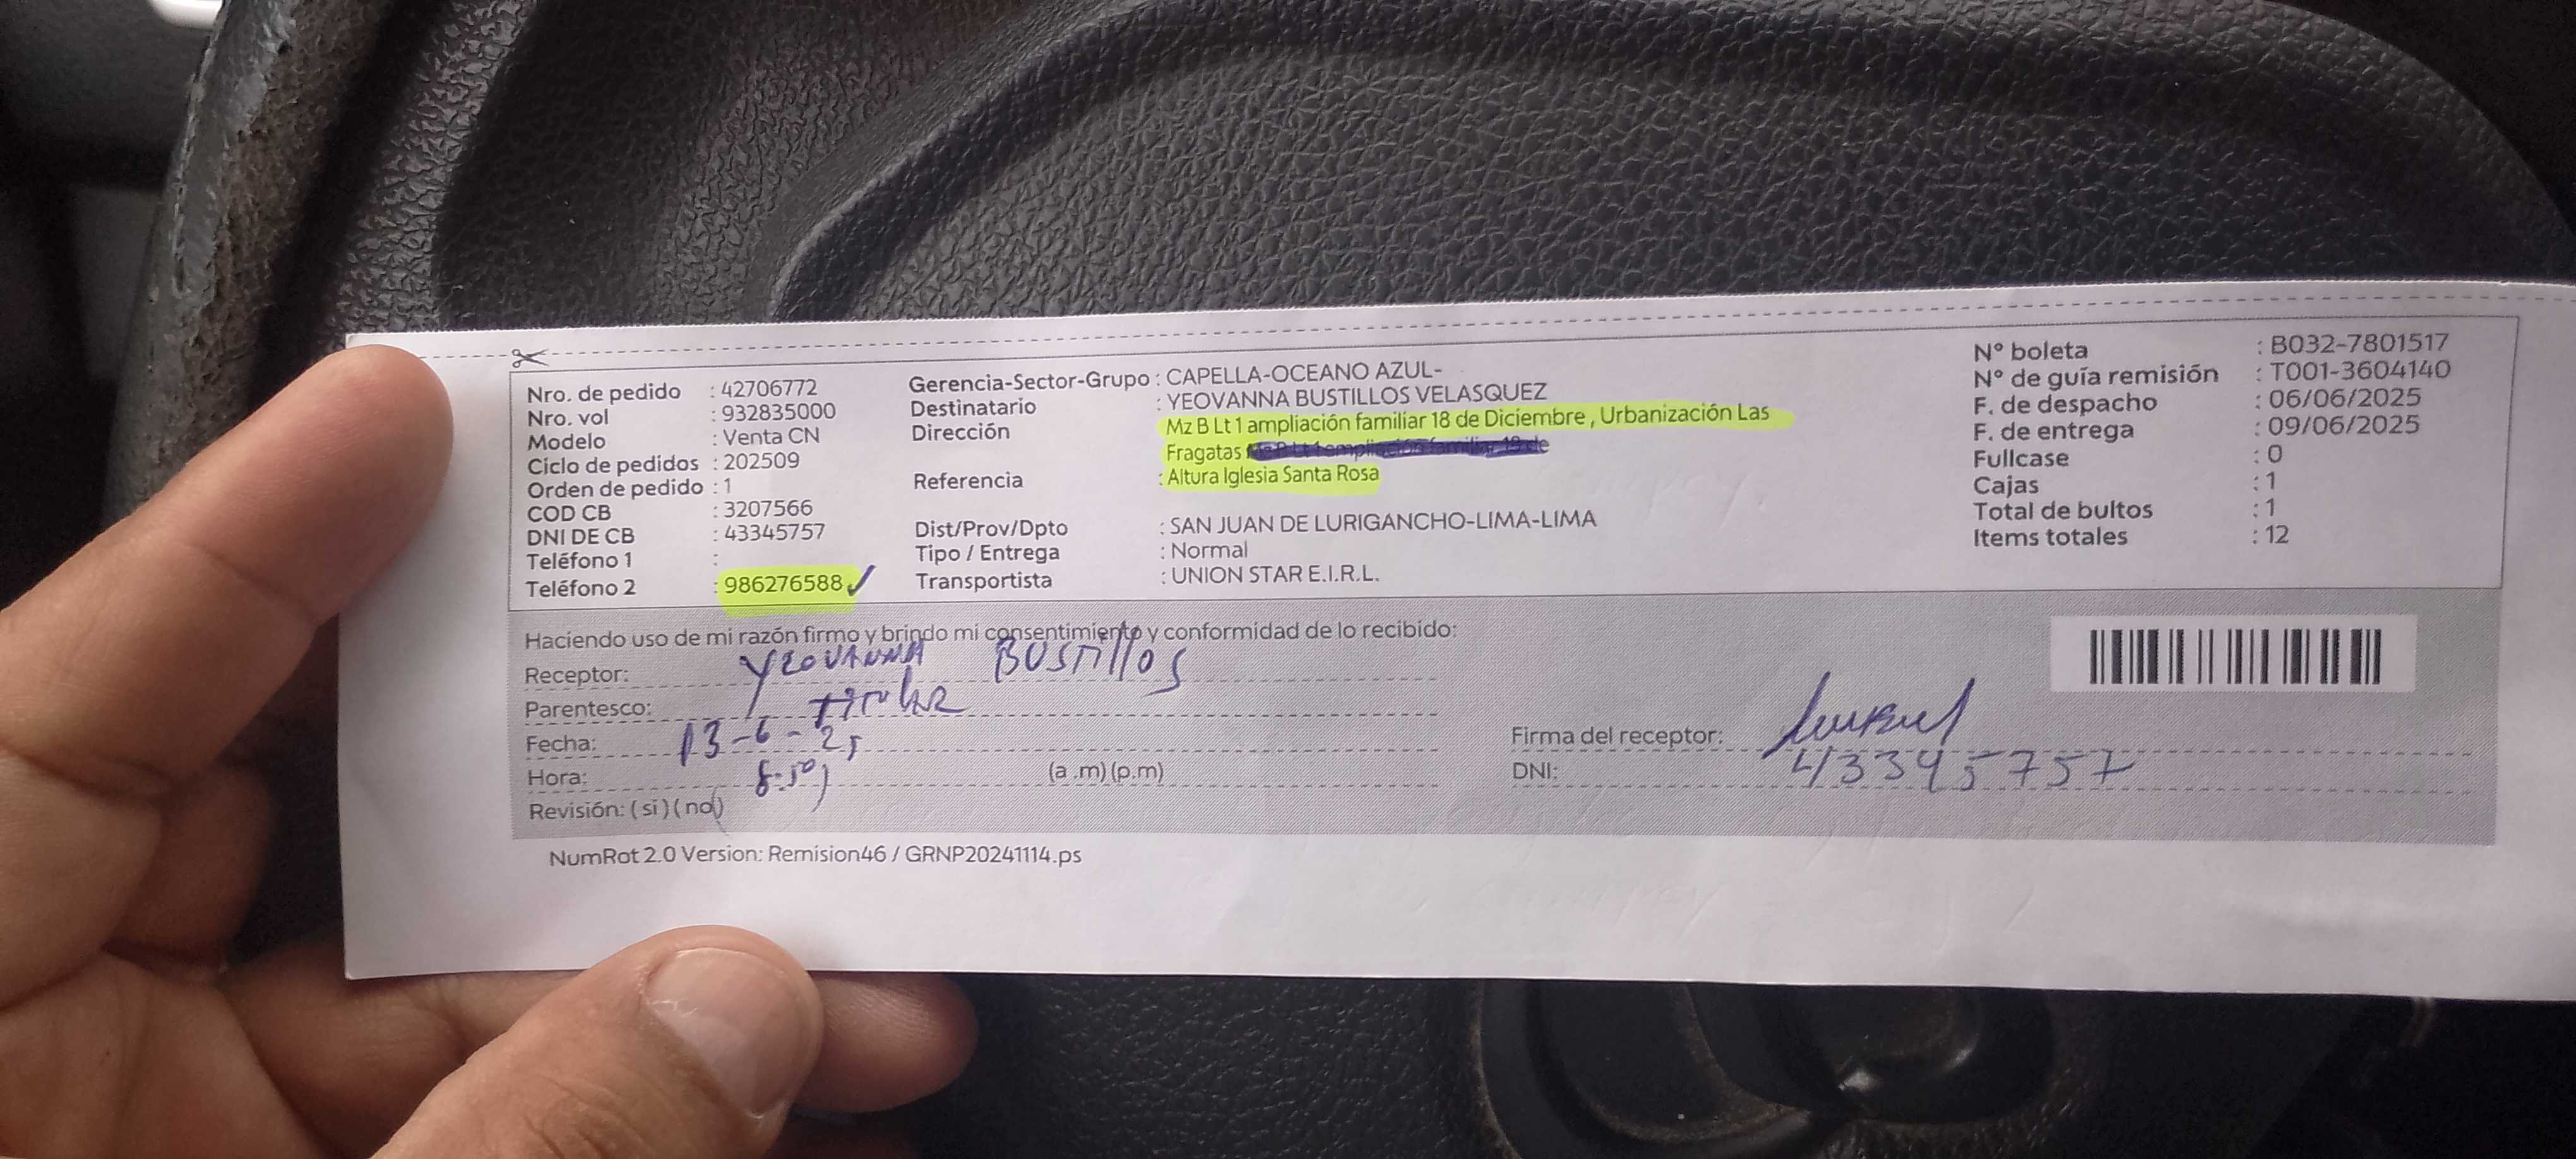 Nro. de pedido : 42706772
Nro. vol : 932835000
Modelo : Venta CN
Ciclo de pedidos : 202509
Orden de pedido : 1
COD CB : 3207566
DNI DE CB : 43345757
Teléfono 1 :
Teléfono 2 : 986276588
Gerencia-Sector-Grupo : CAPELLA-OCEANO AZUL-
Destinatario : YEOVANNA BUSTILLOS VELASQUEZ
Dirección Mz B Lt 1 ampliación familiar 18 de Diciembre , Urbanización Las
Fragatas Mz B Lt 1 ampliación familiar 18 de
Referencia : Altura Iglesia Santa Rosa
Dist/Prov/Dpto : SAN JUAN DE LURIGANCHO-LIMA-LIMA
Tipo / Entrega : Normal
Transportista : UNION STAR E.I.R.L.
N° boleta : B032-7801517
N° de guía remisión : T001-3604140
F. de despacho : 06/06/2025
F. de entrega : 09/06/2025
Fullcase : 0
Cajas : 1
Total de bultos : 1
Items totales : 12
Haciendo uso de mi razón firmo y brindo mi consentimiento y conformidad de lo recibido:
Receptor: YEOVANNA BUSTILLOS
Parentesco: TITULAR
Fecha: 13-6-25
Hora: (a .m) (p.m)
Revisión: ( si ) ( no )
Firma del receptor:
DNI: 43345757
NumRot 2.0 Version: Remision46 / GRNP20241114.ps